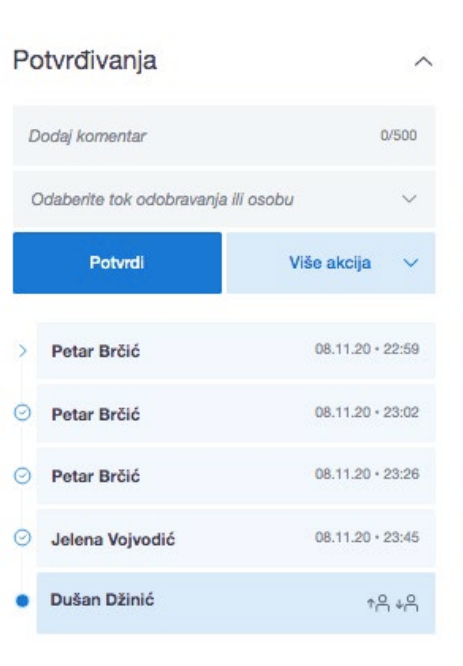 Potvrđivanja
Dodaj komentar 0/500
Odaberite tok odobravanja ili osobu
Potvrdi Više akcija
Petar Brčić 08.11.20 • 22:59
Petar Brčić 08.11.20 • 23:02
Petar Brčić 08.11.20 • 23:26
Jelena Vojvodić 08.11.20 • 23:45
Dušan Džinić